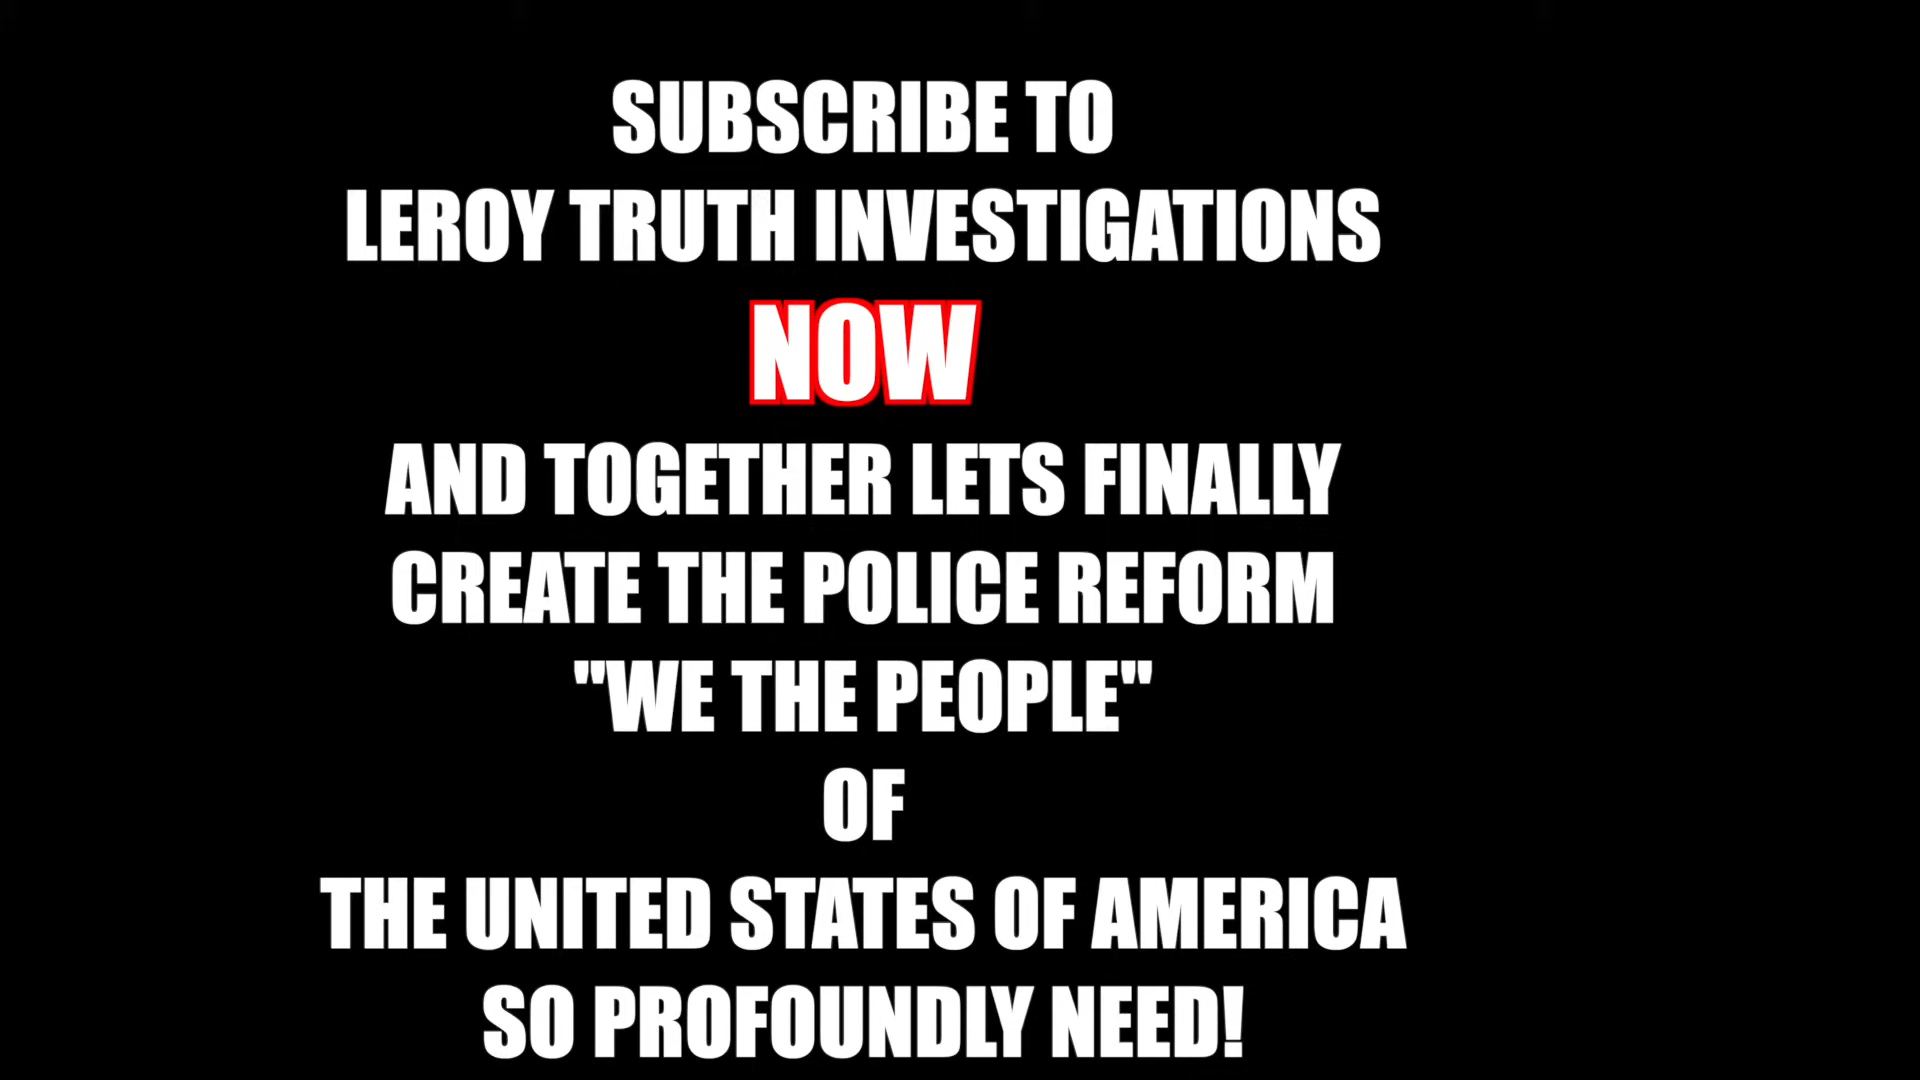 SUBSCRIBE TO
LEROY TRUTH INVESTIGATIONS
NOW
AND TOGETHER LETS FINALLY
CREATE THE POLICE REFORM
"WE THE PEOPLE"
OF
THE UNITED STATES OF AMERICA
SO PROFOUNDLY NEED!